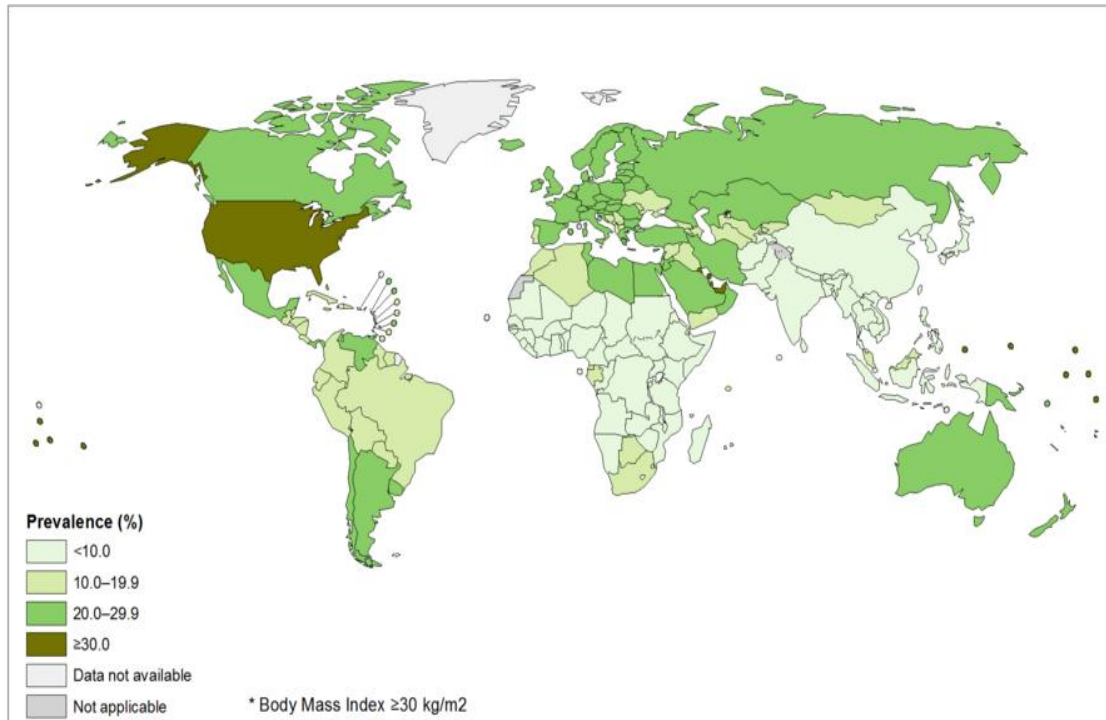 Prevalence (%)
<10.0
10.0–19.9
20.0–29.9
≥30.0
Data not available
Not applicable
* Body Mass Index ≥30 kg/m2